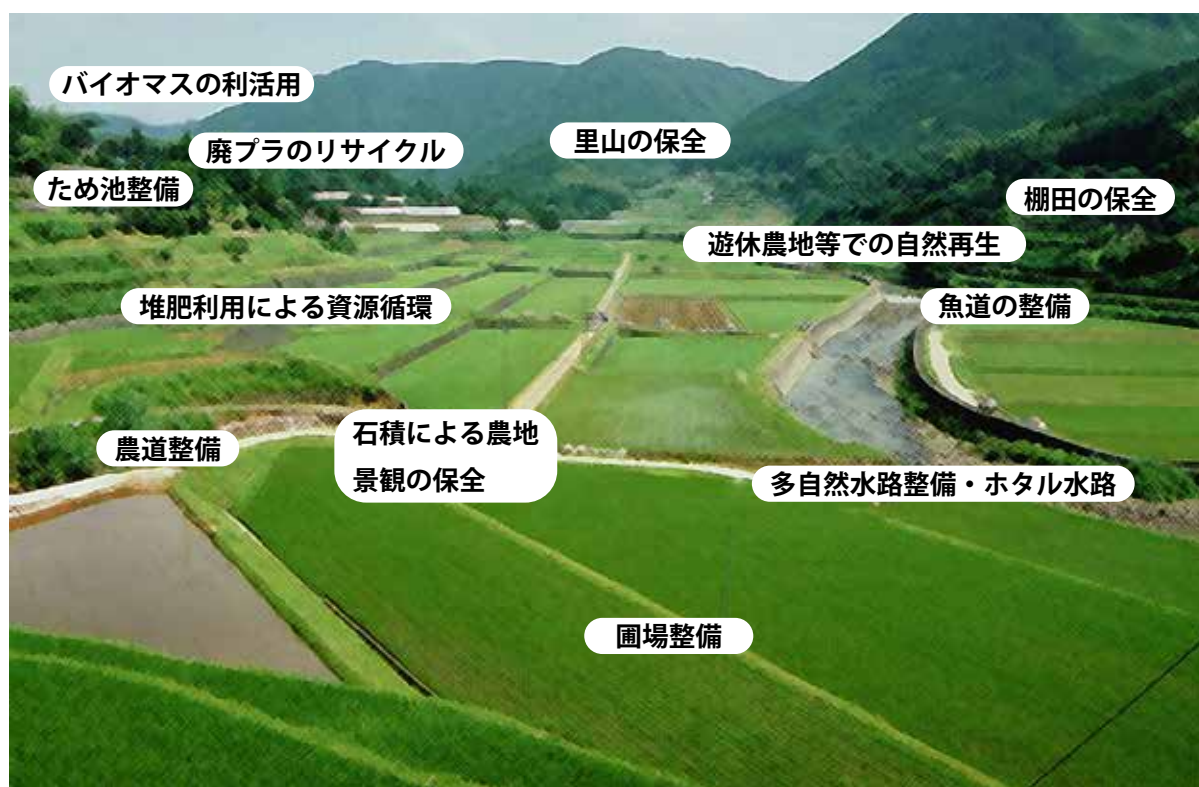 バイオマスの利活用
廃プラのリサイクル
里山の保全
ため池整備
棚田の保全
遊休農地等での自然再生
堆肥利用による資源循環
魚道の整備
農道整備
石積による農地
景観の保全
多自然水路整備・ホタル水路
圃場整備